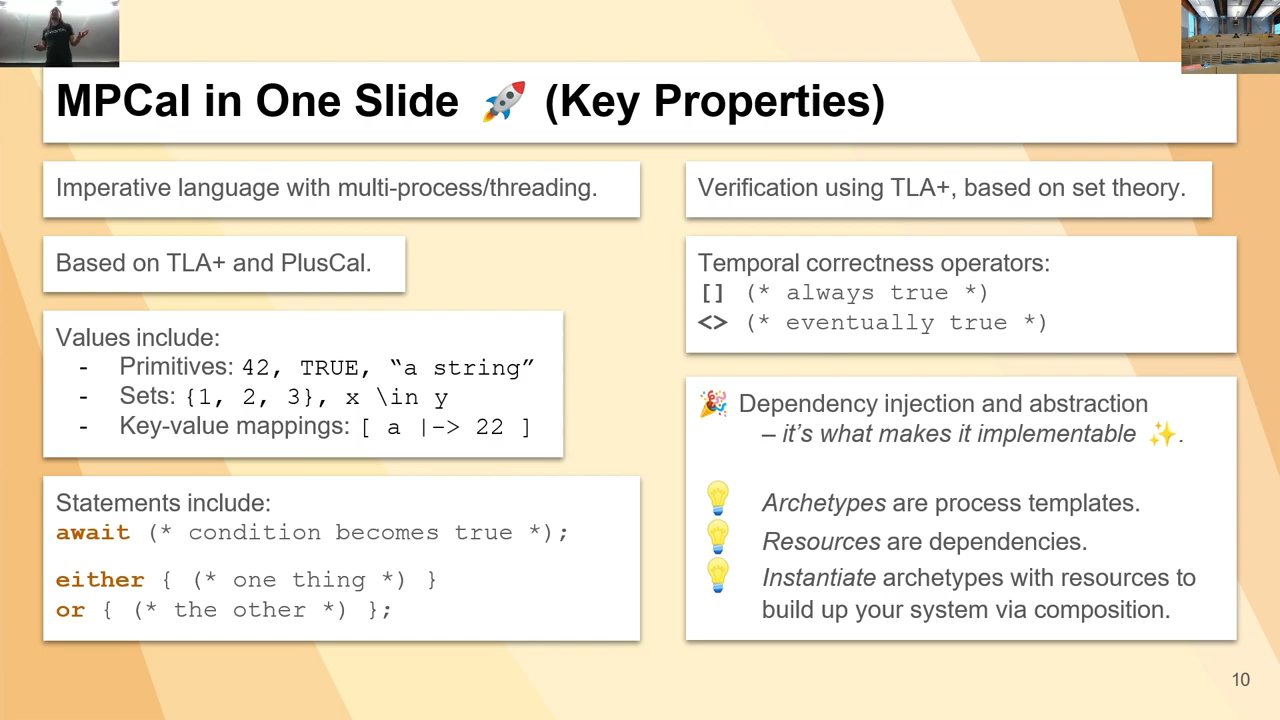 MPCal in One Slide 🚀 (Key Properties)
Imperative language with multi-process/threading.
Based on TLA+ and PlusCal.
Values include:
- Primitives: 42, TRUE, “a string”
- Sets: {1, 2, 3}, x \in y
- Key-value mappings: [ a |-> 22 ]
Statements include:
await (* condition becomes true *);
either { (* one thing *) }
or { (* the other *) };
Verification using TLA+, based on set theory.
Temporal correctness operators:
[] (* always true *)
<> (* eventually true *)
🎉 Dependency injection and abstraction
– it’s what makes it implementable ✨.
💡 Archetypes are process templates.
💡 Resources are dependencies.
💡 Instantiate archetypes with resources to
build up your system via composition.
10